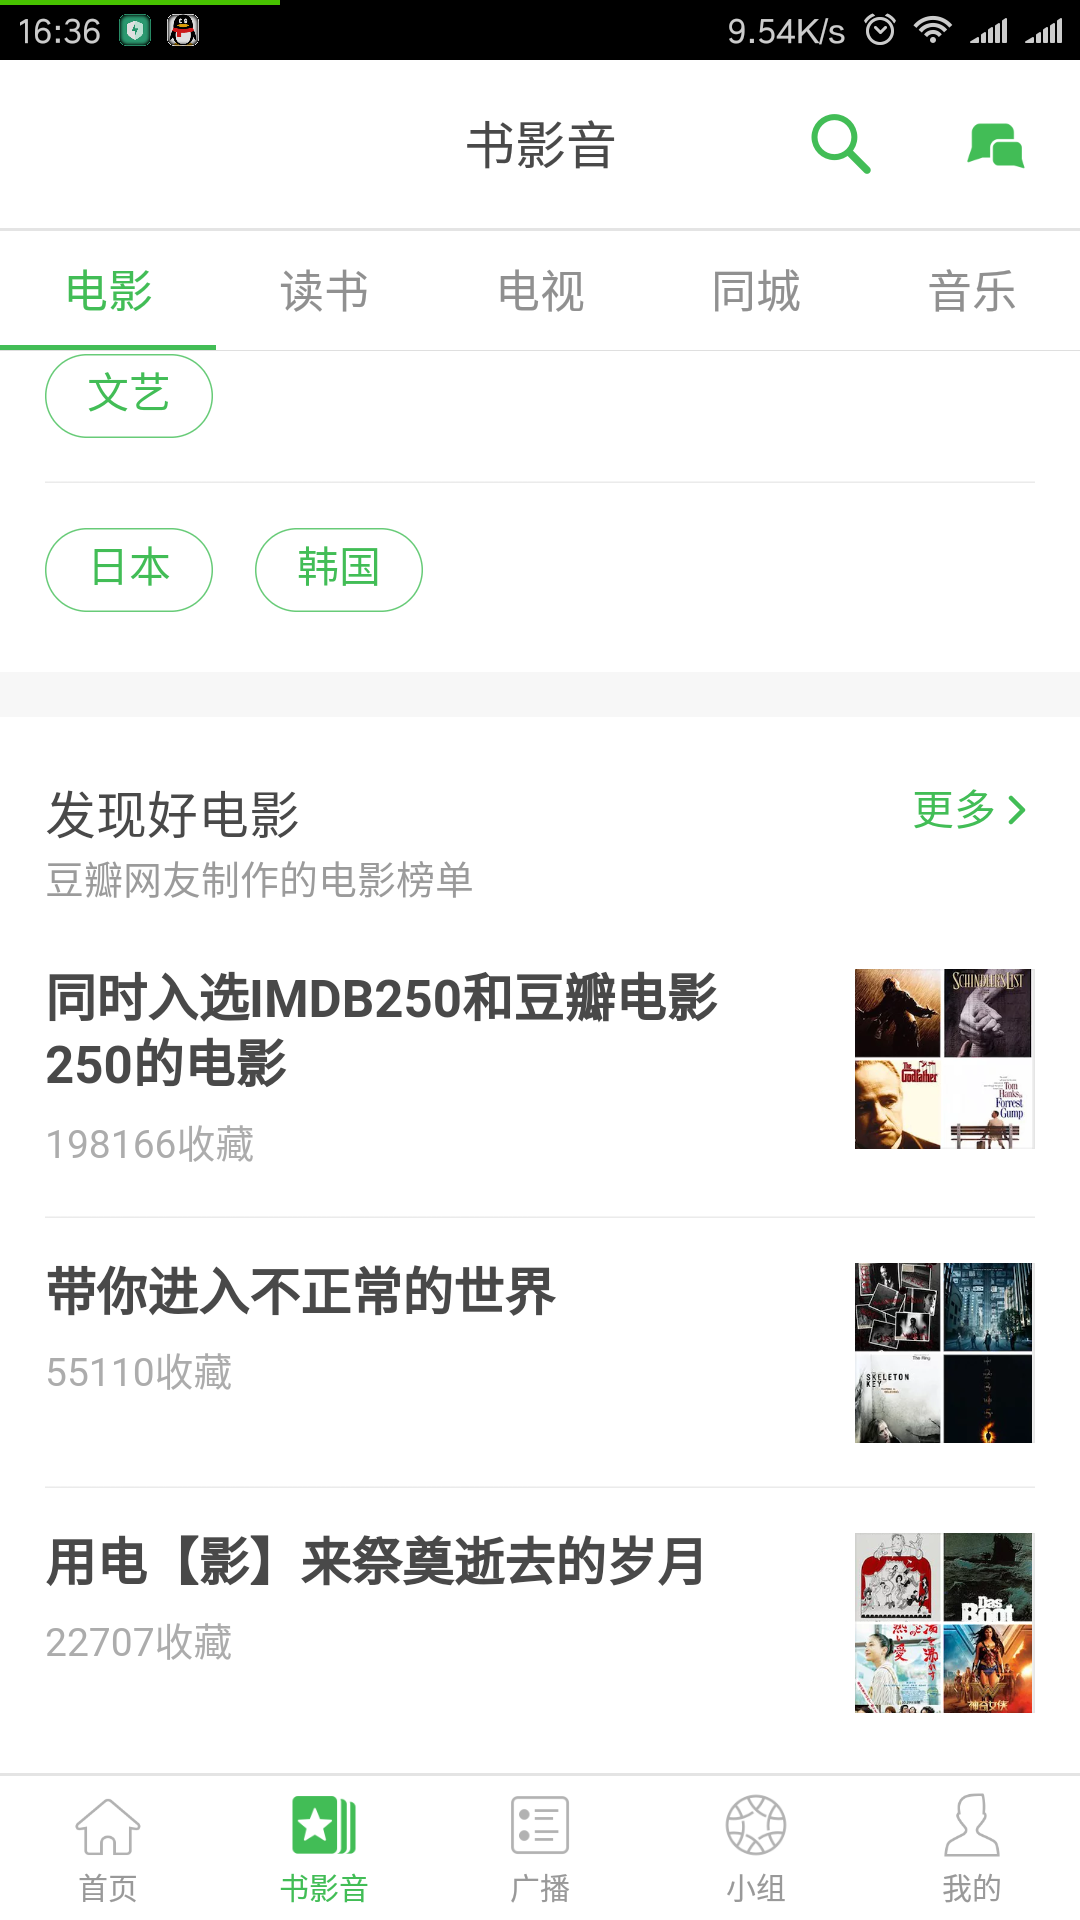 16:36 9.54K/s
书影音
电影 读书 电视 同城 音乐
文艺
日本 韩国
发现好电影 更多
豆瓣网友制作的电影榜单
同时入选IMDB250和豆瓣电影
250的电影
198166收藏
SCHINDLER'S LIST
The Godfather
Tom
Hanks is
Forrest
Gump
带你进入不正常的世界
55110收藏
SKELETON
KEY
用电【影】来祭奠逝去的岁月
22707收藏
Das
Boot
神奇女侠
首页 书影音 广播 小组 我的